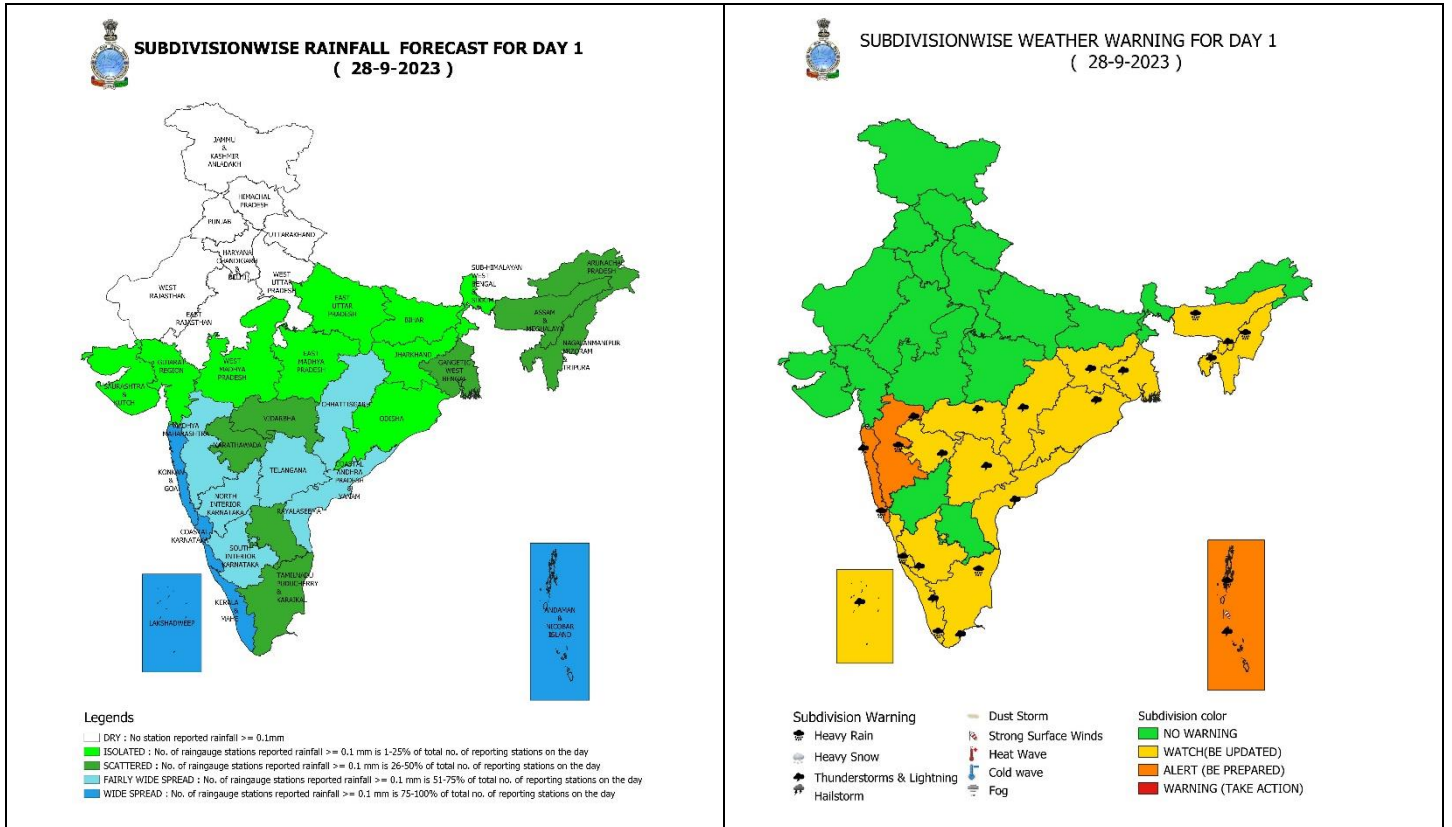 SUBDIVISIONWISE RAINFALL FORECAST FOR DAY 1
( 28-9-2023 )
JAMMU
&
KASHMIR
ANLADAKH
HIMACHAL
PRADESH
PUNJAB
UTTARAKHAND
HARYANA
CHANDIGARH
&
DELHI
WEST
UTTAR
PRADESH
WEST
RAJASTHAN
EAST
RAJASTHAN
EAST
UTTAR
PRADESH
SUB-HIMALAYAN
WEST
BENGAL
&
SIKKIM
ARUNACHAL
PRADESH
ASSAM
&
MEGHALAYA
NAGALANMANIPUR
MIZORAM
&
TRIPURA
BIHAR
JHARKHAND
GANGETIC
WEST
BENGAL
GUJRAT
REGION
SAURASHTRA
&
KUTCH
WEST
MADHYA
PRADESH
EAST
MADHYA
PRADESH
CHHATTISGARH
ODISHA
VIDARBHA
MADHYA
MAHARASHTRA
MARATHAWADA
KONKAN
&
GOA
TELANGANA
COASTAL
ANDHRA
PRADESH
&
YANAM
NORTH
INTERIOR
KARNATAKA
RAYALASEEMA
COASTAL
KARNATAKA
SOUTH
INTERIOR
KARNATAKA
TAMILNADU
PUDUCHERRY
&
KARAIKAL
KERALA
&
MAHE
LAKSHADWEEP
ANDAMAN
&
NICOBAR
ISLAND
Legends
DRY : No station reported rainfall >= 0.1mm
ISOLATED : No. of raingauge stations reported rainfall >= 0.1 mm is 1-25% of total no. of reporting stations on the day
SCATTERED : No. of raingauge stations reported rainfall >= 0.1 mm is 26-50% of total no. of reporting stations on the day
FAIRLY WIDE SPREAD : No. of raingauge stations reported rainfall >= 0.1 mm is 51-75% of total no. of reporting stations on the day
WIDE SPREAD : No. of raingauge stations reported rainfall >= 0.1 mm is 75-100% of total no. of reporting stations on the day
SUBDIVISIONWISE WEATHER WARNING FOR DAY 1
( 28-9-2023 )
Subdivision Warning
Heavy Rain
Heavy Snow
Thunderstorms & Lightning
Hailstorm
Dust Storm
Strong Surface Winds
Heat Wave
Cold wave
Fog
Subdivision color
NO WARNING
WATCH(BE UPDATED)
ALERT (BE PREPARED)
WARNING (TAKE ACTION)